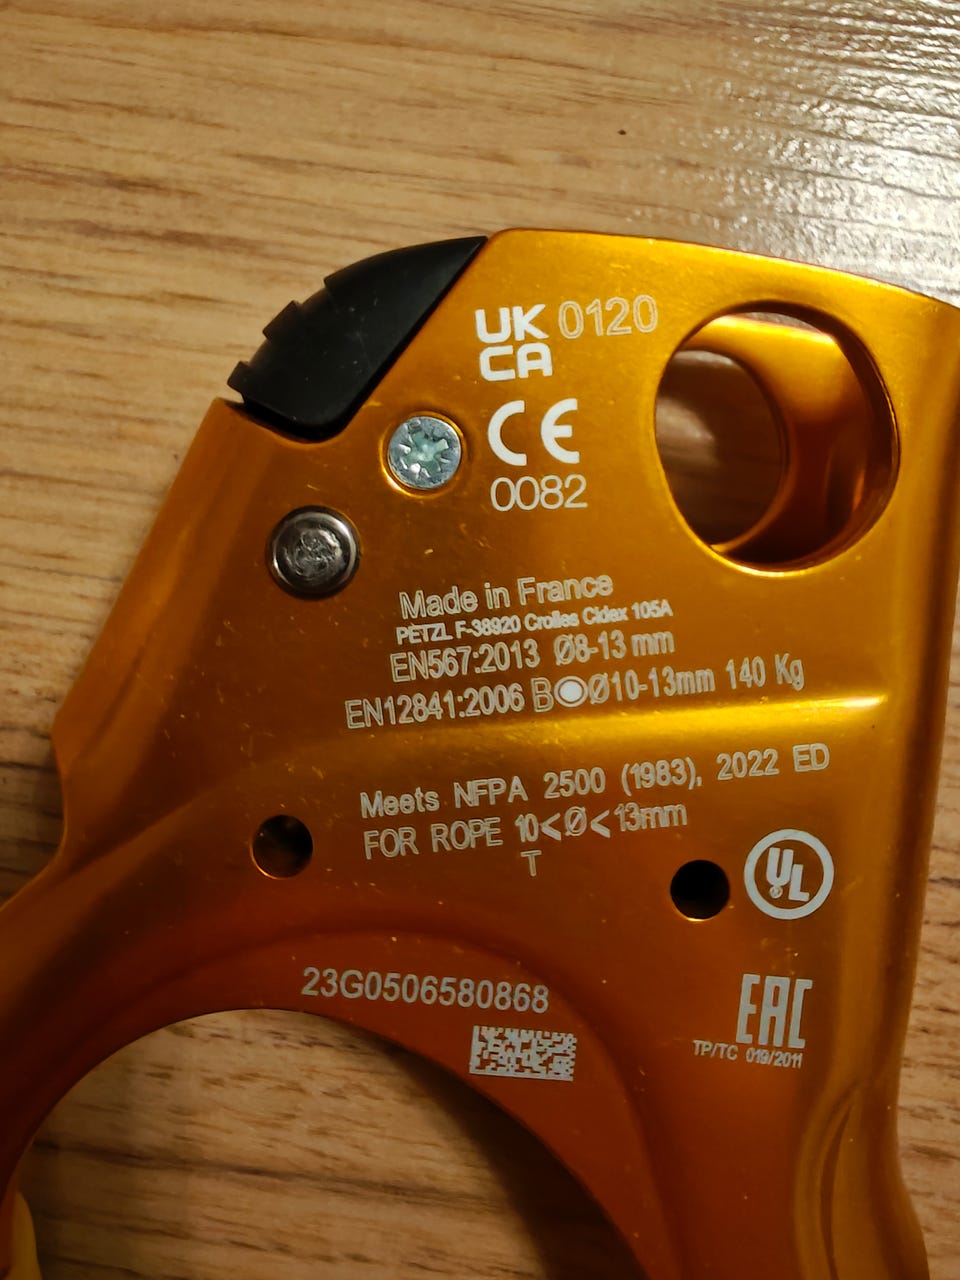 UK 0120
CA
CE
0082
Made in France
PETZL F-38920 Crolles Cidex 105A
EN567:2013 Ø8-13 mm
EN12841:2006 B Ø10-13mm 140 Kg
Meets NFPA 2500 (1983), 2022 ED
FOR ROPE 10<Ø<13mm
T
UL
23G0506580868
EAC
TP/TC 019/2011